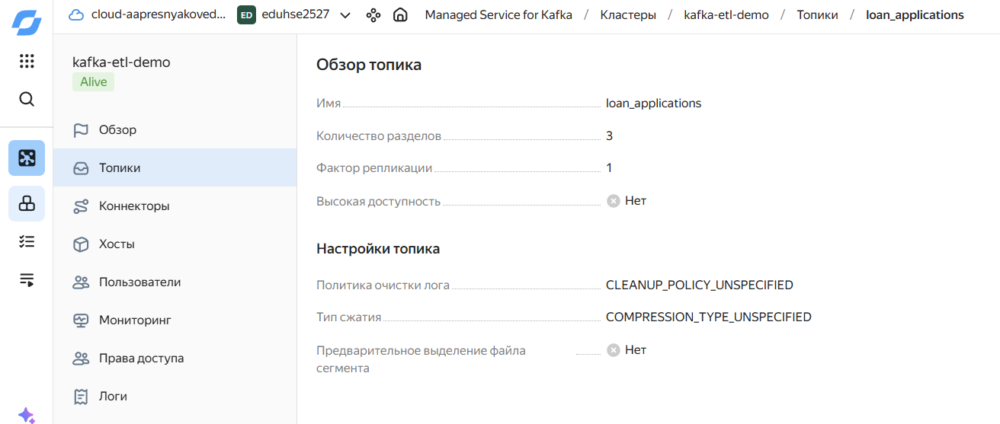 cloud-aapresnyakoved... ED eduhse2527 Managed Service for Kafka / Кластеры / kafka-etl-demo / Топики / loan_applications
kafka-etl-demo
Alive
Обзор
Топики
Коннекторы
Хосты
Пользователи
Мониторинг
Права доступа
Логи
Обзор топика
Имя loan_applications
Количество разделов 3
Фактор репликации 1
Высокая доступность Нет
Настройки топика
Политика очистки лога CLEANUP_POLICY_UNSPECIFIED
Тип сжатия COMPRESSION_TYPE_UNSPECIFIED
Предварительное выделение файла Нет
сегмента